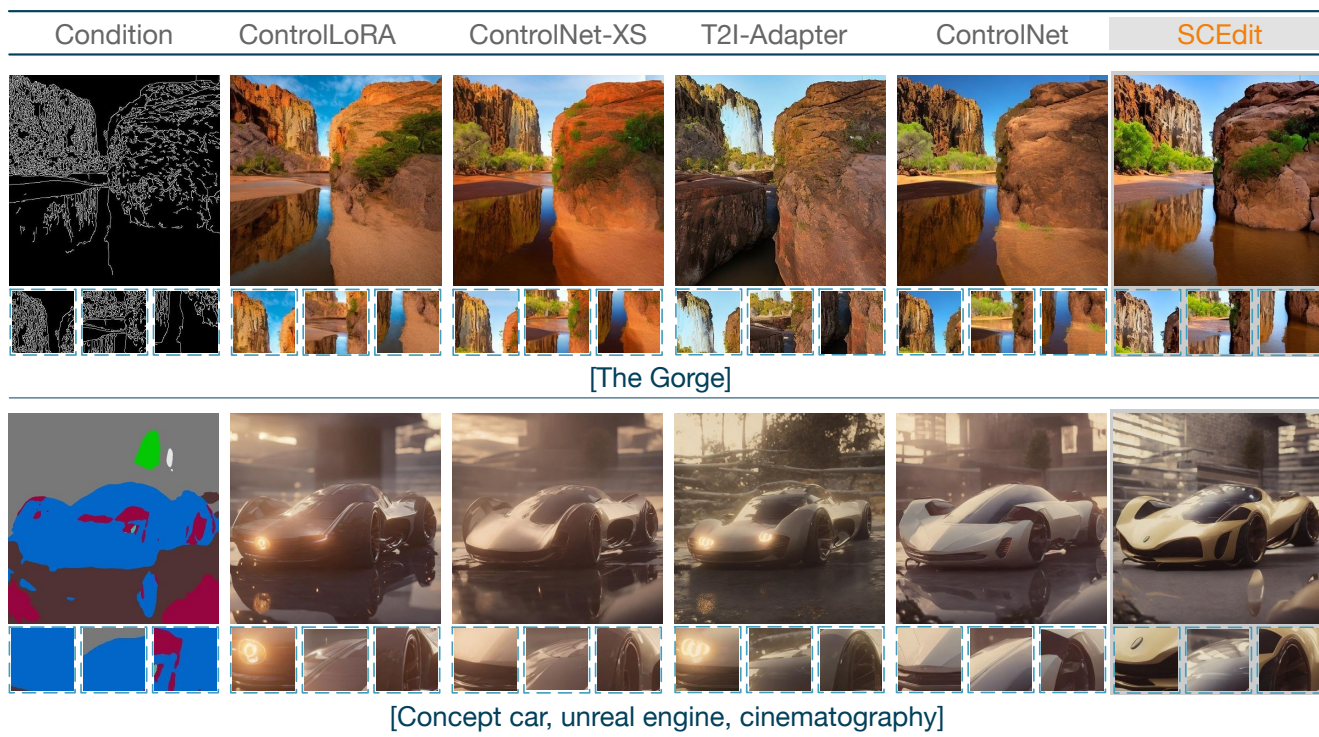 Condition ControlLoRA ControlNet-XS T2I-Adapter ControlNet SCEdit
[The Gorge]
[Concept car, unreal engine, cinematography]